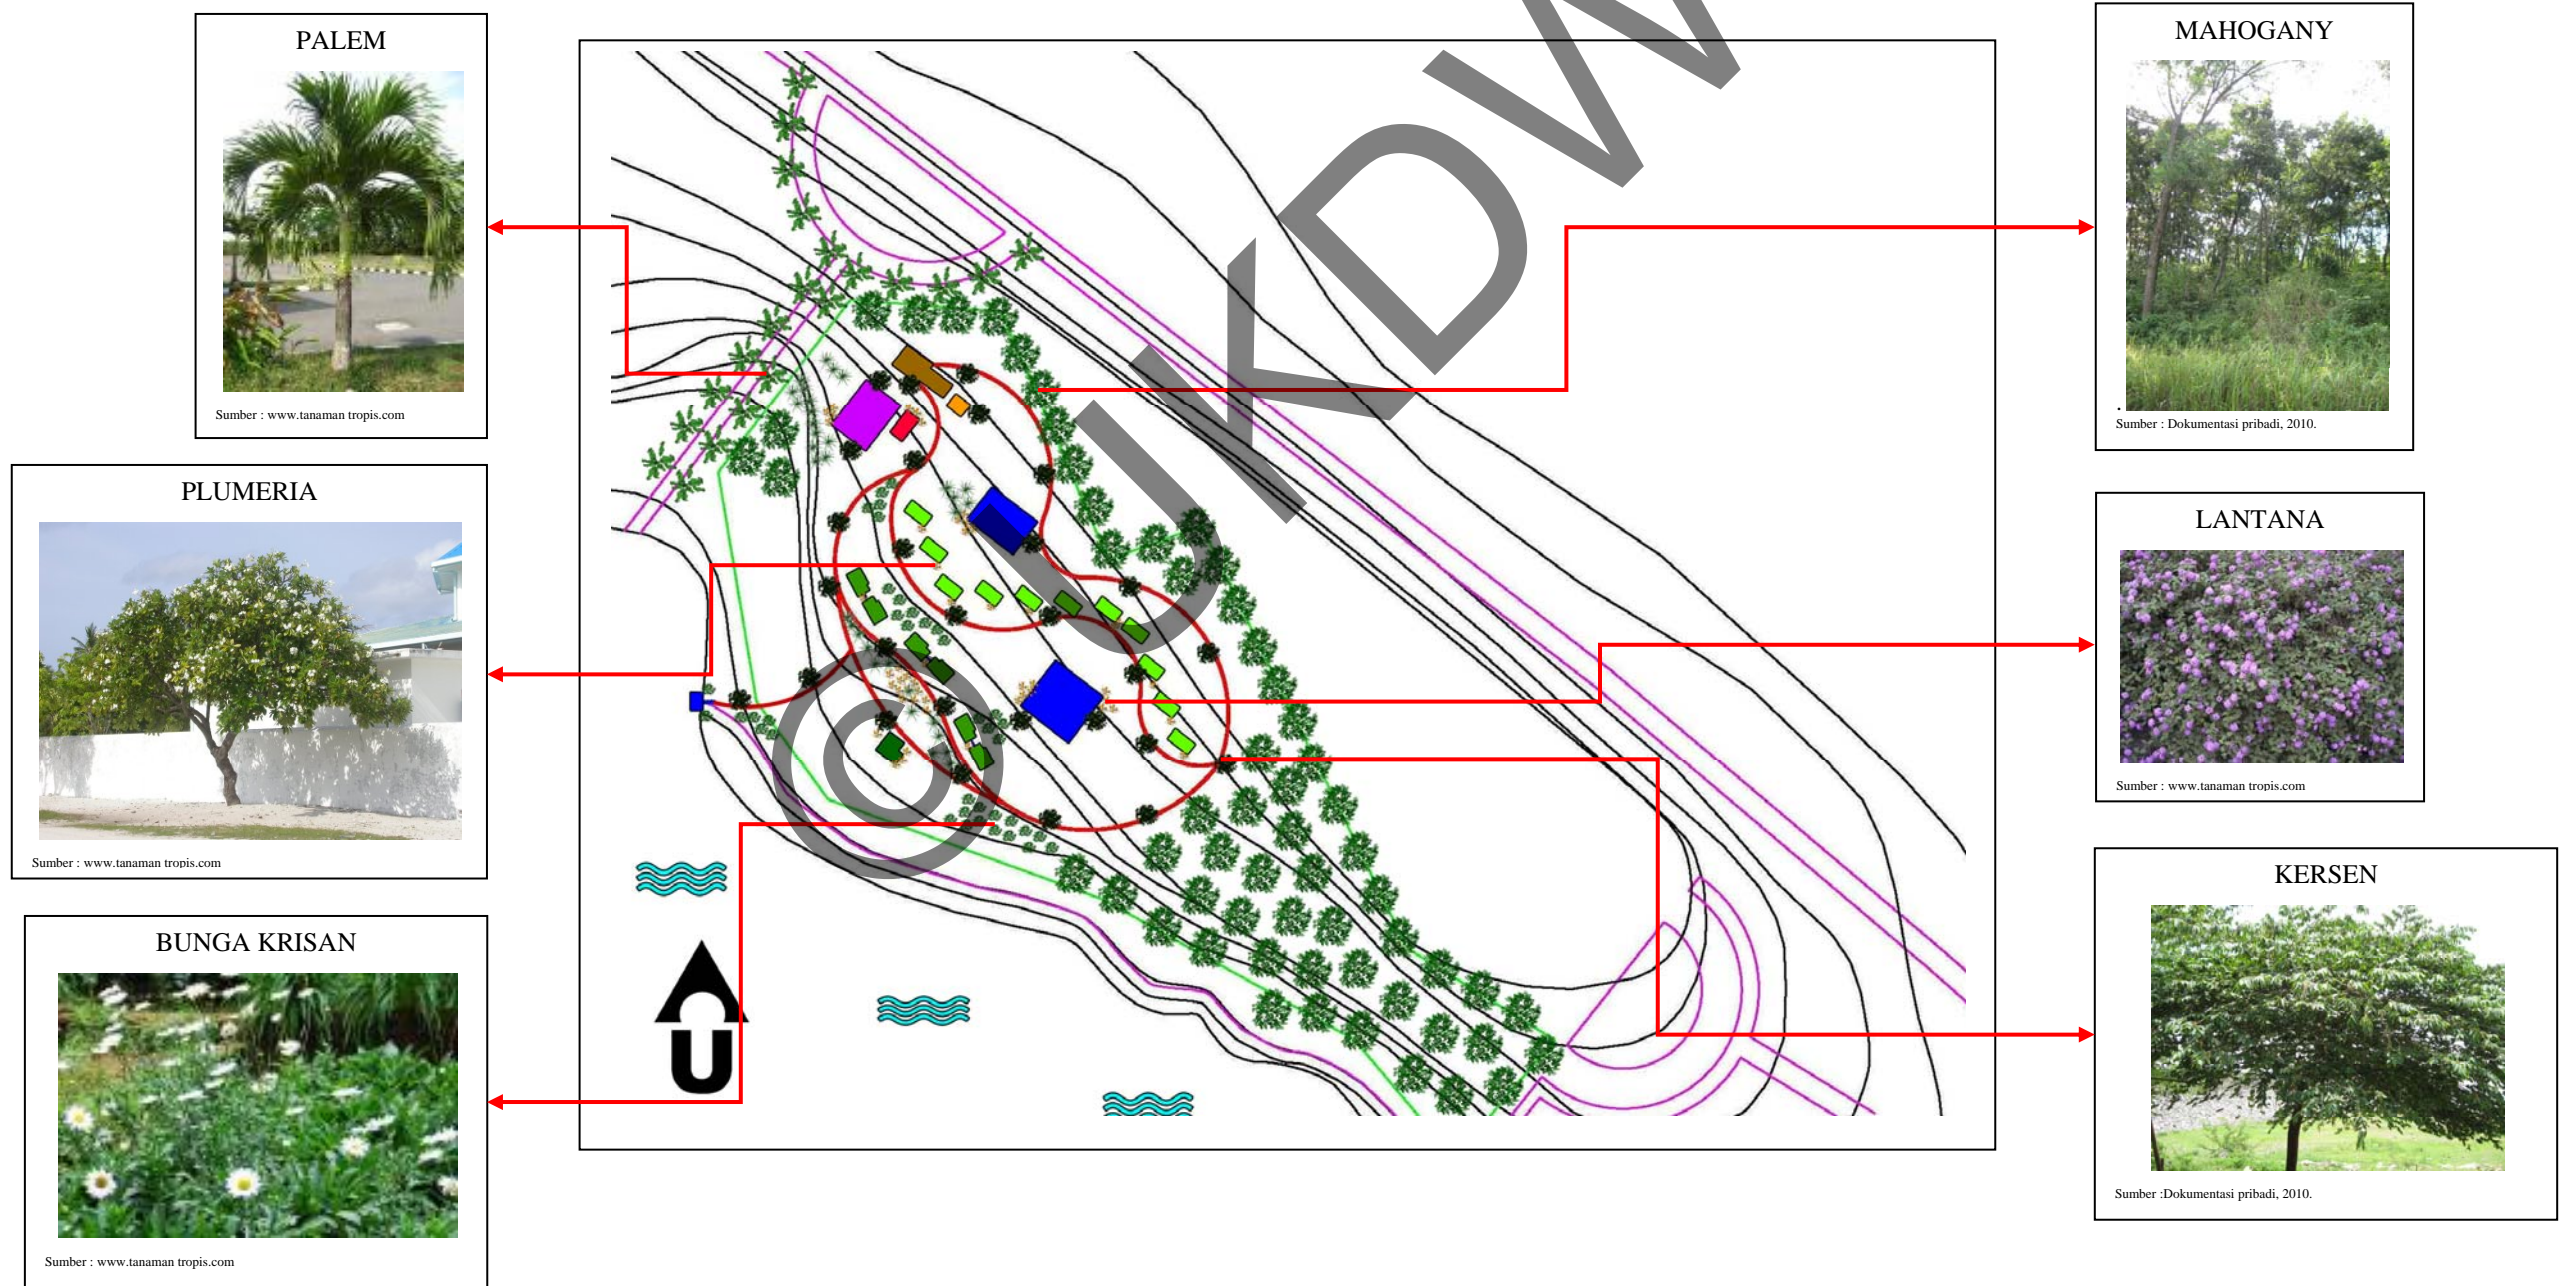 PALEM
Sumber : www.tanaman tropis.com
PLUMERIA
Sumber : www.tanaman tropis.com
BUNGA KRISAN
Sumber : www.tanaman tropis.com
U
© UKDW
MAHOGANY
.
Sumber : Dokumentasi pribadi, 2010.
LANTANA
Sumber : www.tanaman tropis.com
KERSEN
Sumber :Dokumentasi pribadi, 2010.